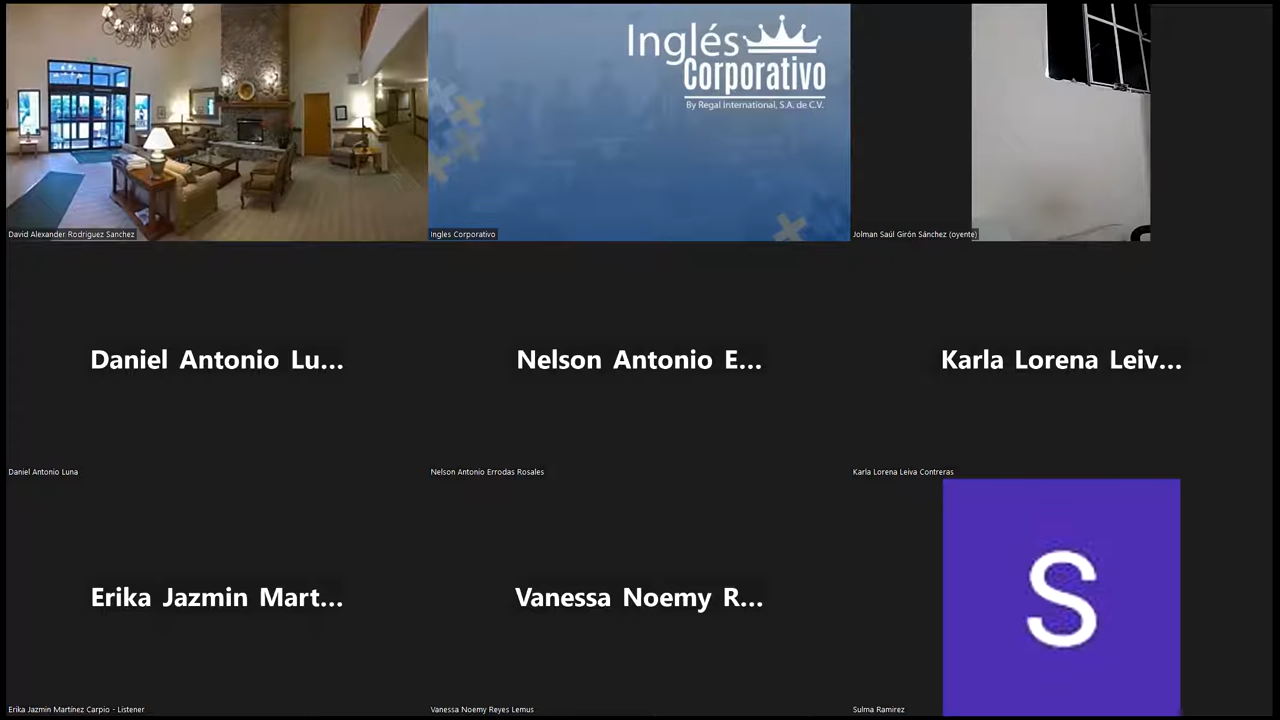 Inglés
Corporativo
By Regal International, S.A. de C.V.
David Alexander Rodriguez Sanchez
Ingles Corporativo
Jolman Saúl Girón Sánchez (oyente)
Daniel Antonio Lu...
Nelson Antonio E...
Karla Lorena Leiv...
Daniel Antonio Luna
Nelson Antonio Errodas Rosales
Karla Lorena Leiva Contreras
Erika Jazmin Mart...
Vanessa Noemy R...
S
Erika Jazmin Martínez Carpio - Listener
Vanessa Noemy Reyes Lemus
Sulma Ramirez